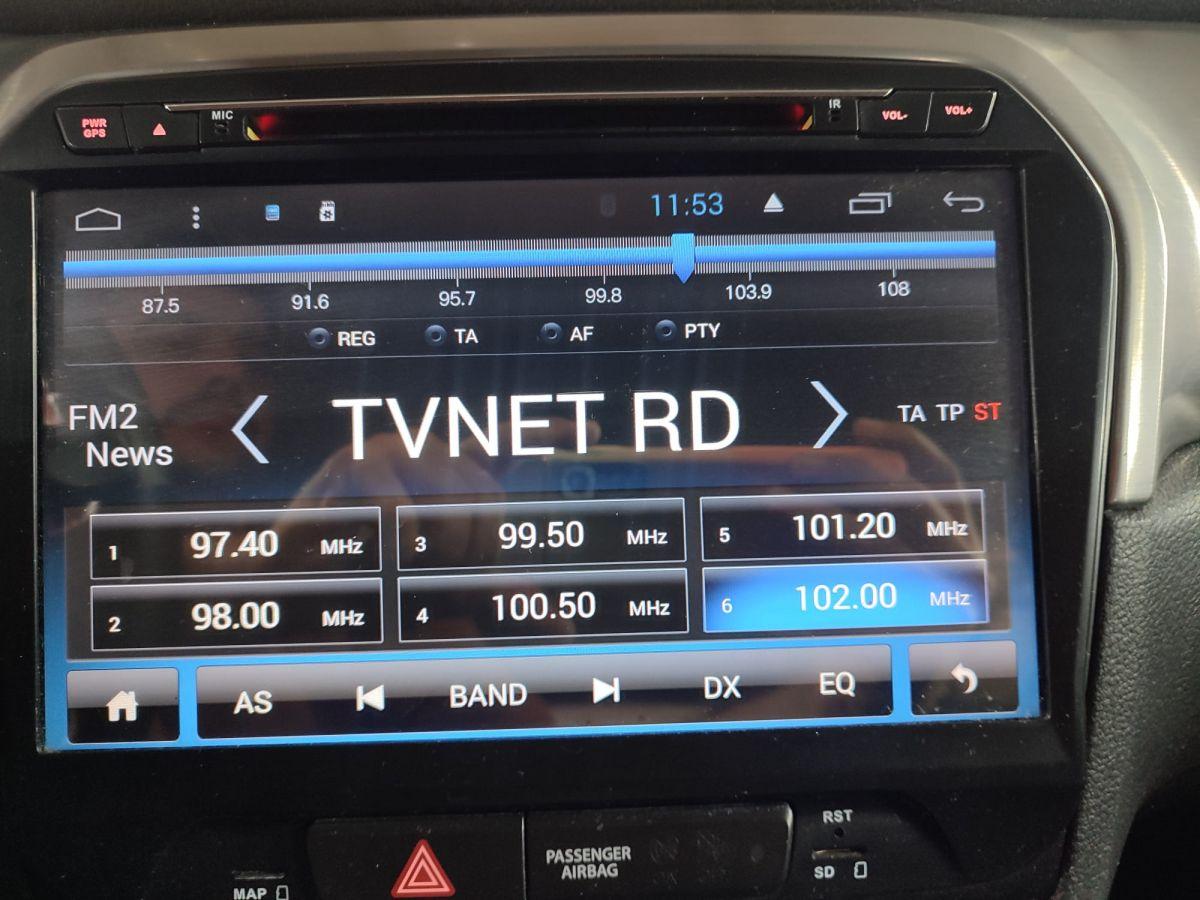 PWR
GPS
MIC
IR
VOL-
VOL+
11:53
87.5 91.6 95.7 99.8 103.9 108
REG TA AF PTY
FM2
News
TVNET RD
TA TP ST
1 97.40 MHz
3 99.50 MHz
5 101.20 MHz
2 98.00 MHz
4 100.50 MHz
6 102.00 MHz
AS BAND DX EQ
PASSENGER
AIRBAG
RST
SD
MAP